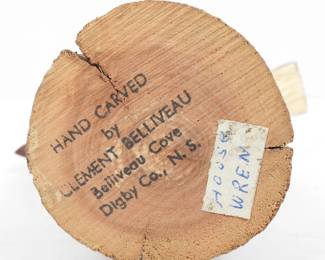 HAND CARVED
by
CLEMENT BELLIVEAU
Belliveau Cove
Digby Co., N. S.
HOUSE
WREN